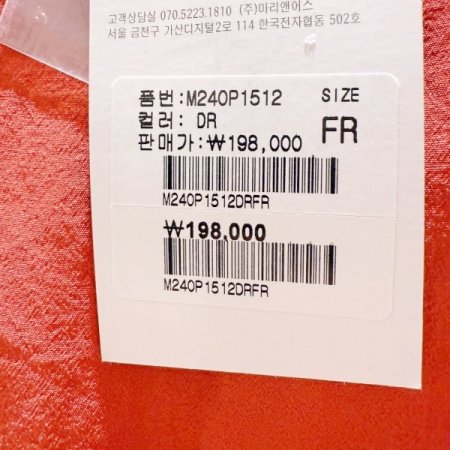 고객상담실 070.5223.1810 (주)마리앤어스
서울 금천구 가산디지털2로 114 한국전자협동 502호
품번:M240P1512 SIZE
컬러: DR FR
판매가:₩198,000
M240P1512DRFR
₩198,000
M240P1512DRFR